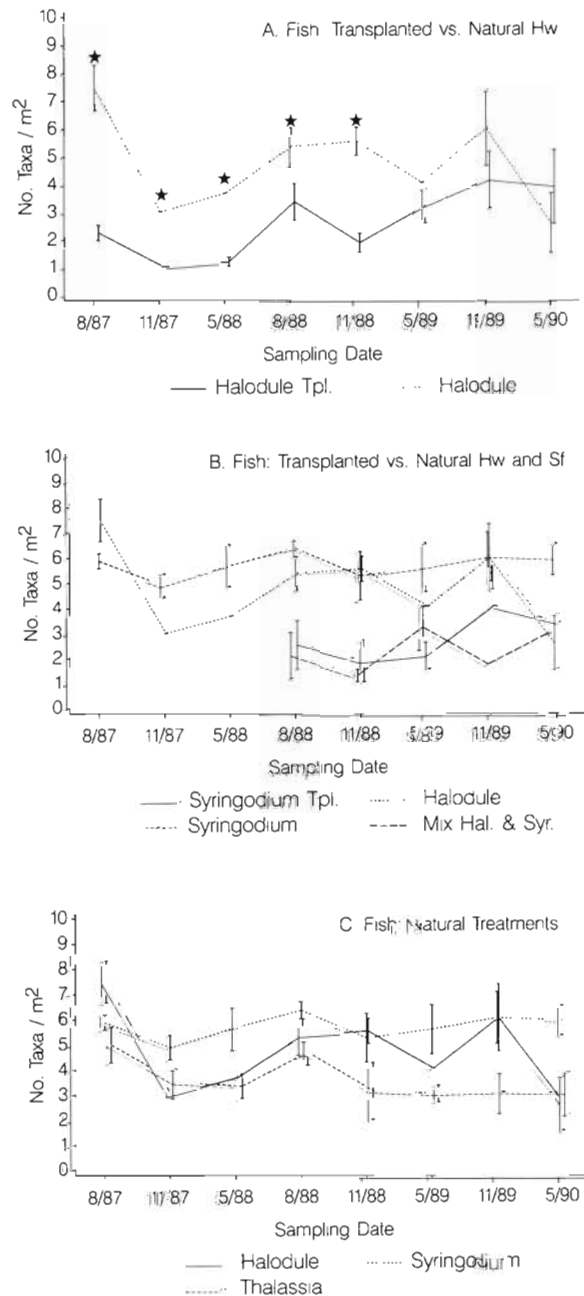 A. Fish Transplanted vs. Natural Hw
10
9
8
7
6
5
4
3
2
1
0
No. Taxa / m²
8/87 11/87 5/88 8/88 11/88 5/89 11/89 5/90
Sampling Date
Halodule Tpl. Halodule
B. Fish: Transplanted vs. Natural Hw and Sf
10
9
8
7
6
5
4
3
2
1
0
No. Taxa / m²
8/87 11/87 5/88 8/88 11/88 5/89 11/89 5/90
Sampling Date
Syringodium Tpl. Halodule
Syringodium Mix Hal. & Syr.
C Fish: Natural Treatments
10
9
8
7
6
5
4
3
2
1
0
No. Taxa / m²
8/87 11/87 5/88 8/88 11/88 5/89 11/89 5/90
Sampling Date
Halodule Syringodium
Thalassia